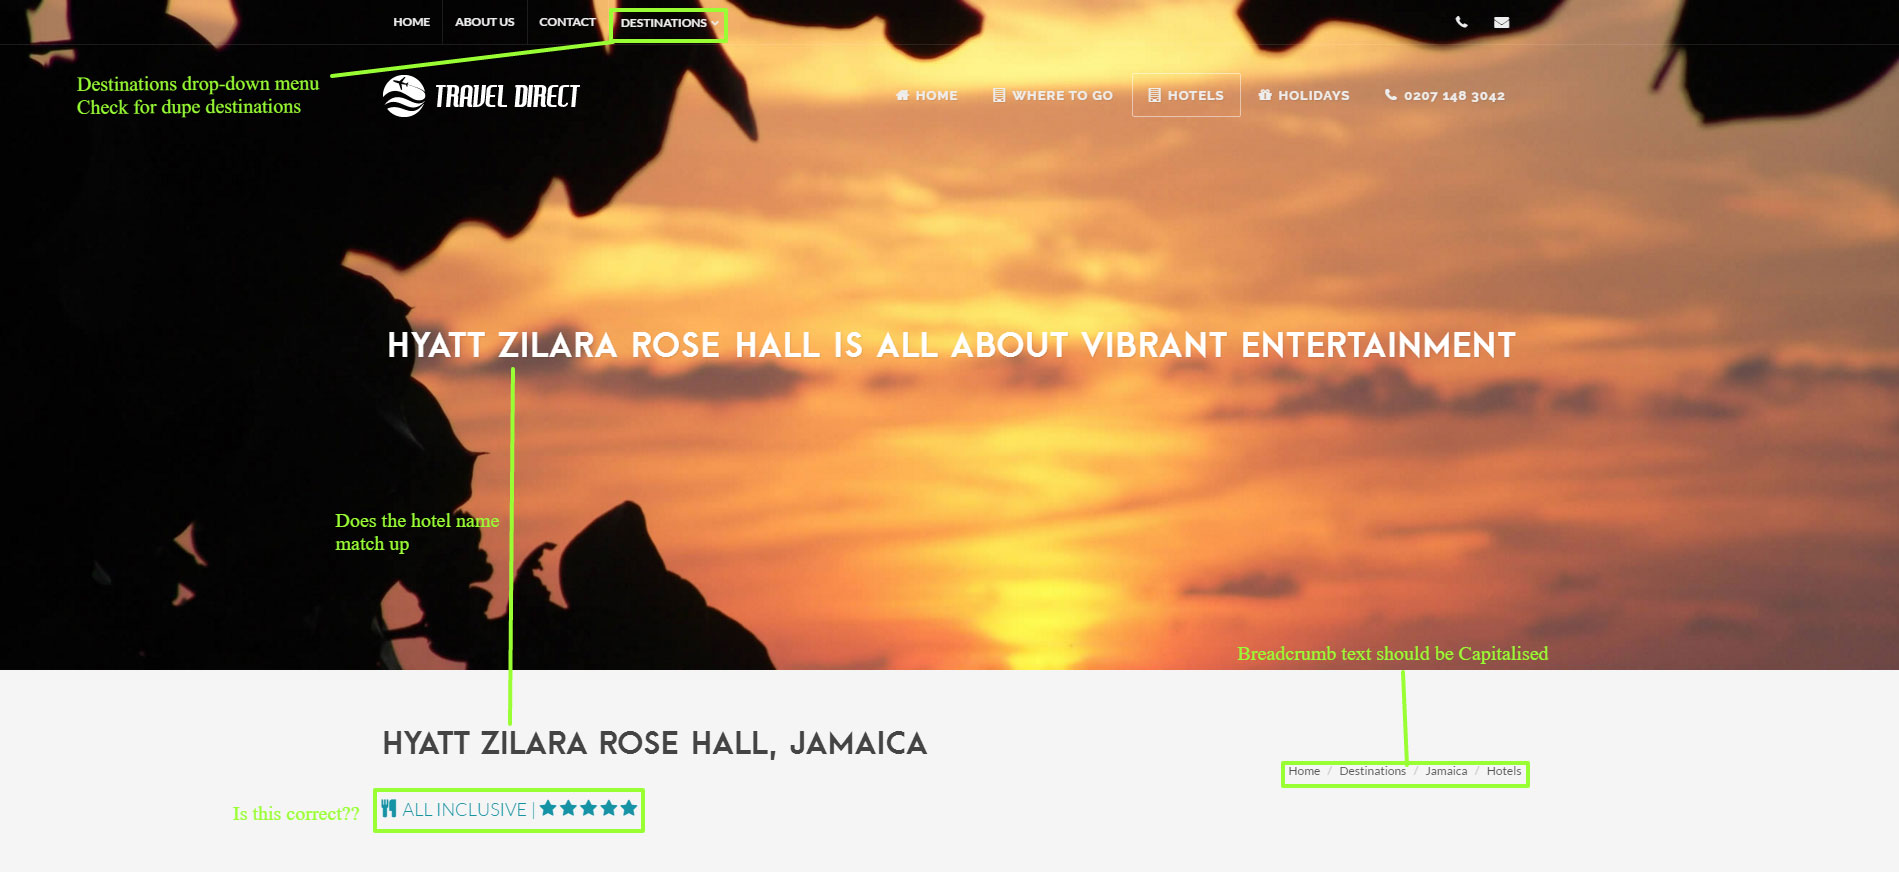 HOME ABOUT US CONTACT DESTINATIONS
Destinations drop-down menu
Check for dupe destinations
TRAVEL DIRECT
HOME WHERE TO GO HOTELS HOLIDAYS 0207 148 3042
HYATT ZILARA ROSE HALL IS ALL ABOUT VIBRANT ENTERTAINMENT
Does the hotel name
match up
Breadcrumb text should be Capitalised
HYATT ZILARA ROSE HALL, JAMAICA
Home / Destinations / Jamaica / Hotels
Is this correct??
ALL INCLUSIVE |